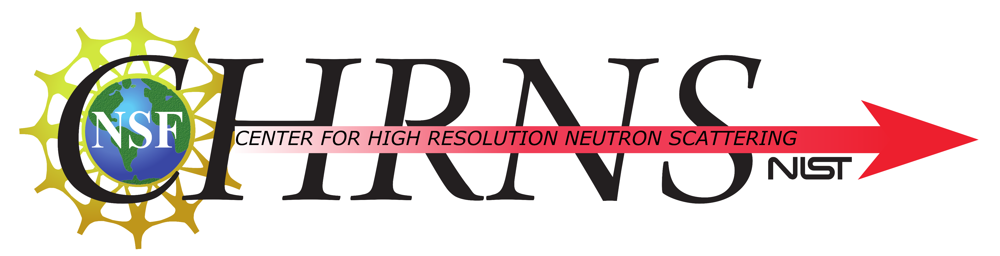 CHRNS
NSF
CENTER FOR HIGH RESOLUTION NEUTRON SCATTERING
NIST